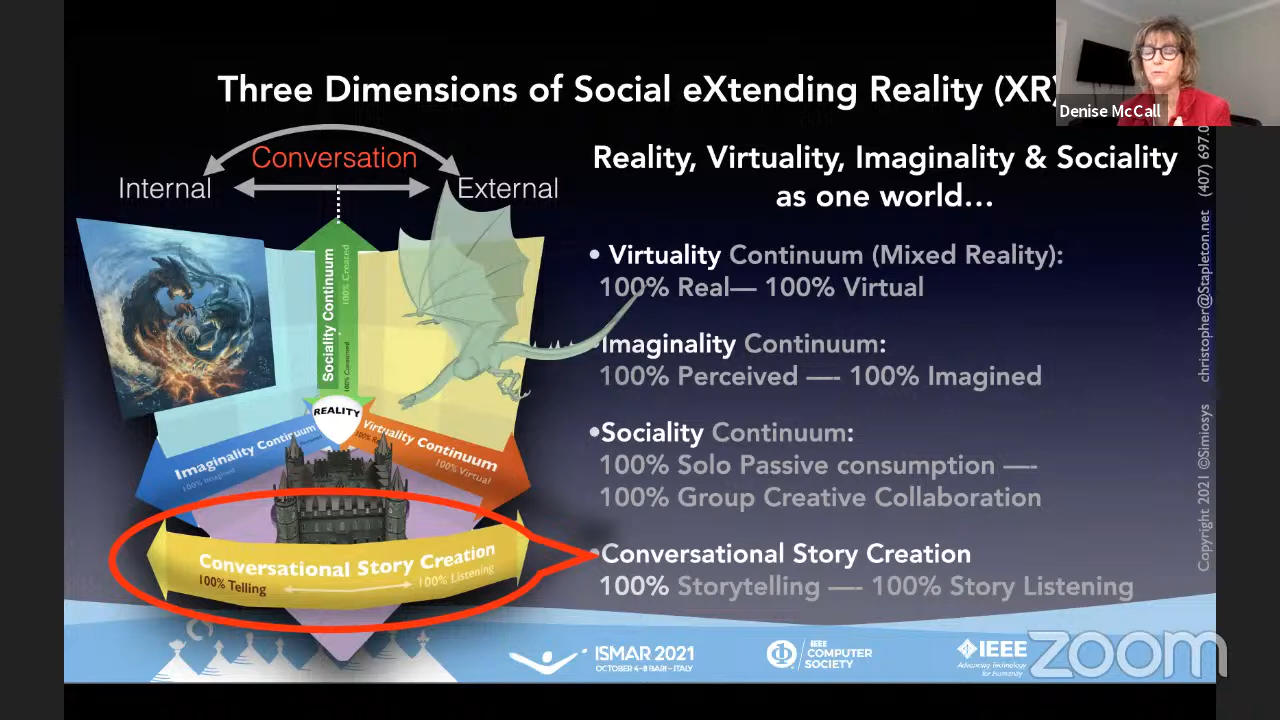 Three Dimensions of Social eXtending Reality (XR)
Denise McCall
Conversation
Internal
External
Reality, Virtuality, Imaginality & Sociality
as one world…
• Virtuality Continuum (Mixed Reality):
100% Real— 100% Virtual
Imaginality Continuum:
100% Perceived —- 100% Imagined
•Sociality Continuum:
100% Solo Passive consumption —-
100% Group Creative Collaboration
•Conversational Story Creation
100% Storytelling —- 100% Story Listening
Sociality Continuum
100% Created
100% Consumed
REALITY
Imaginality Continuum
100% Imagined
Virtuality Continuum
100% Virtual
Conversational Story Creation
100% Telling
100% Listening
Copyright 2021 ©Simiosys christopher@Stapleton.net (407) 697.0
ISMAR 2021
OCTOBER 4-8 BARI - ITALY
IEEE
COMPUTER
SOCIETY
IEEE
Advancing Technology
for Humanity
zoom